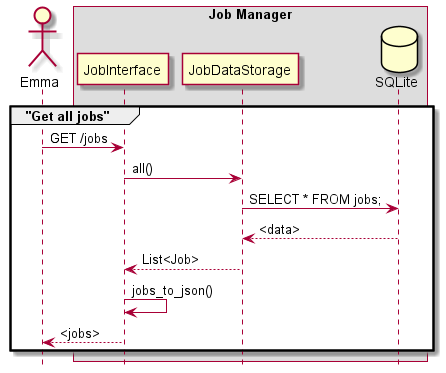 Job Manager
Emma
JobInterface
JobDataStorage
SQLite
"Get all jobs"
GET /jobs
all()
SELECT * FROM jobs;
<data>
List<Job>
jobs_to_json()
<jobs>